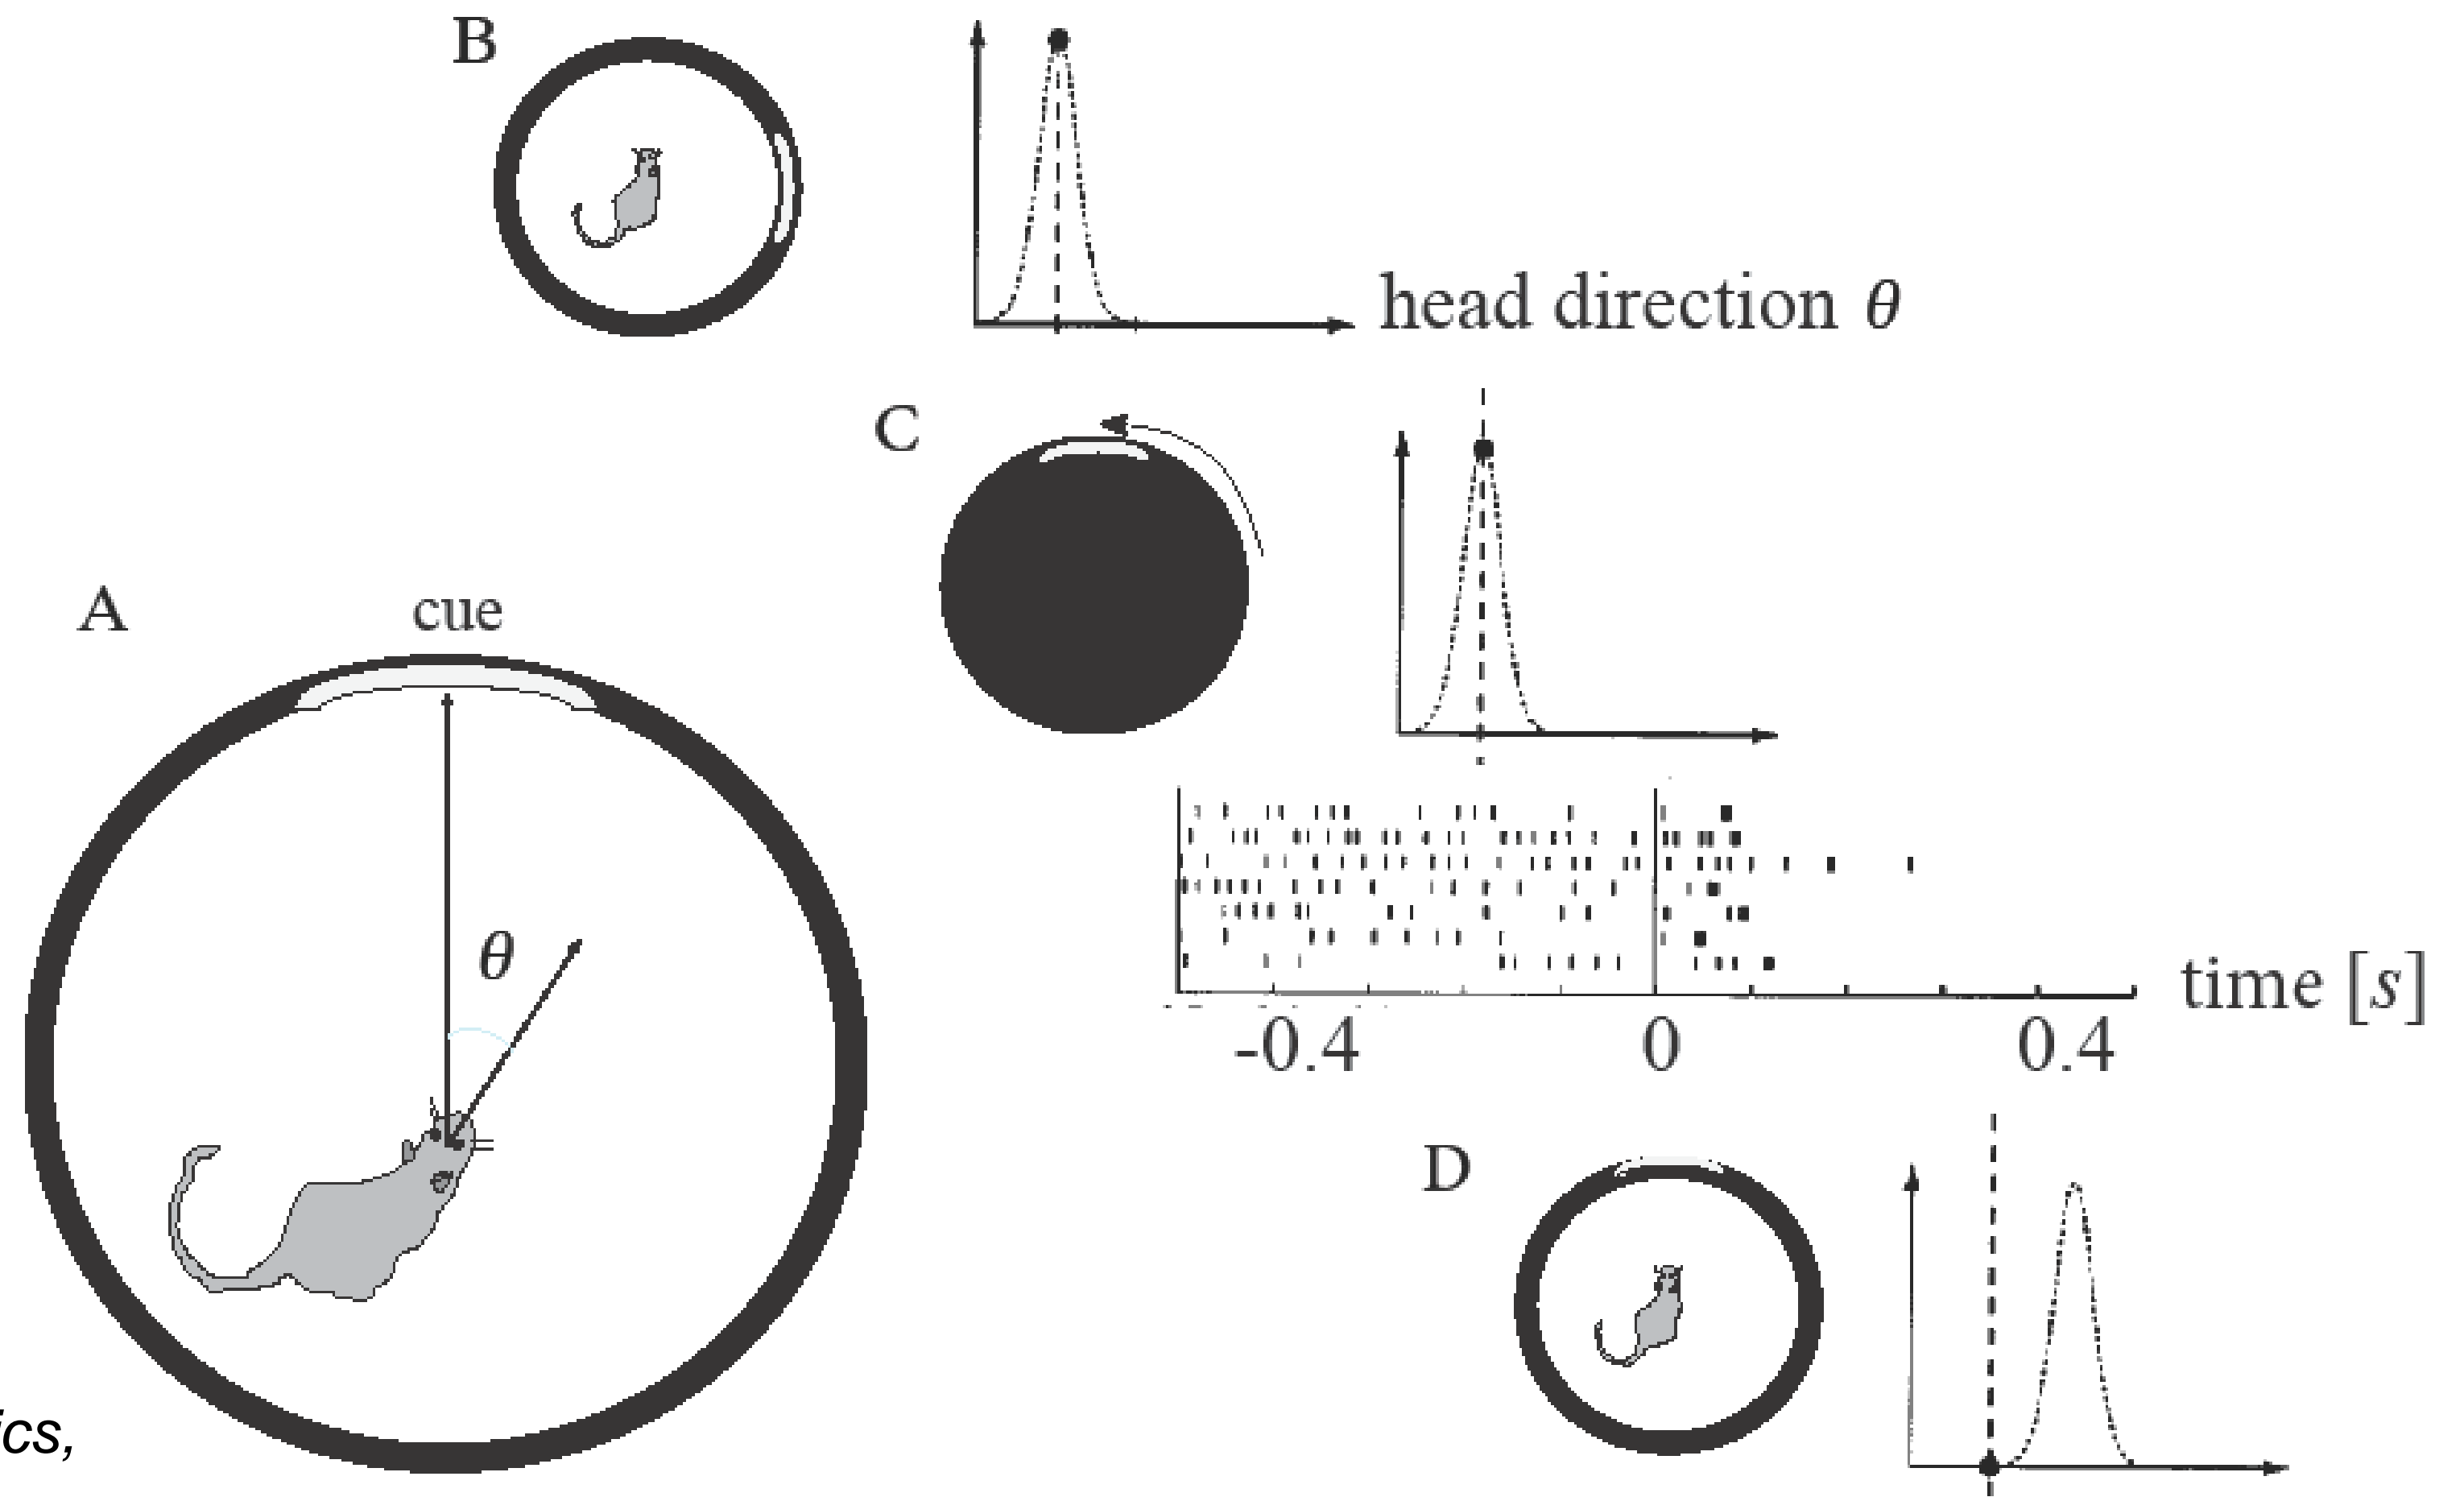 B
head direction θ
C
A
cue
θ
time [s]
-0.4 0 0.4
D
ics,